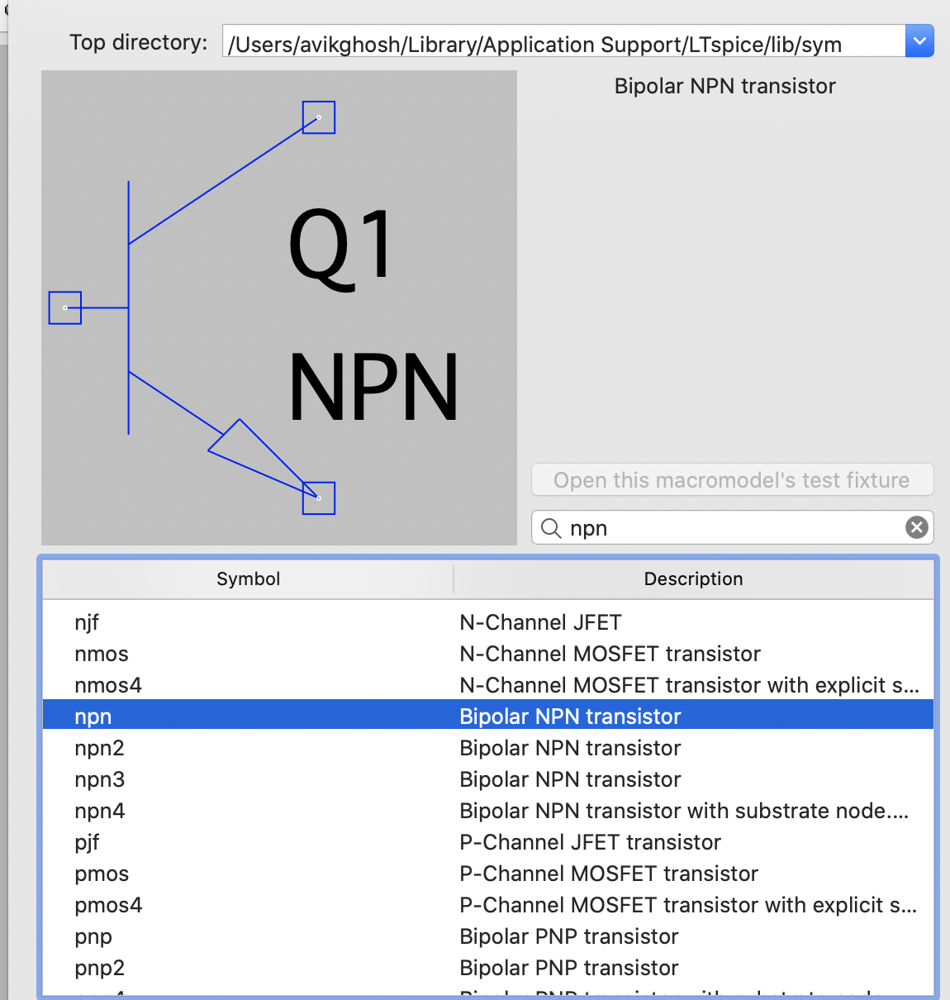 Top directory: /Users/avikghosh/Library/Application Support/LTspice/lib/sym
Bipolar NPN transistor
Q1
NPN
Open this macromodel's test fixture
npn
Symbol Description
njf N-Channel JFET
nmos N-Channel MOSFET transistor
nmos4 N-Channel MOSFET transistor with explicit s...
npn Bipolar NPN transistor
npn2 Bipolar NPN transistor
npn3 Bipolar NPN transistor
npn4 Bipolar NPN transistor with substrate node....
pjf P-Channel JFET transistor
pmos P-Channel MOSFET transistor
pmos4 P-Channel MOSFET transistor with explicit s...
pnp Bipolar PNP transistor
pnp2 Bipolar PNP transistor